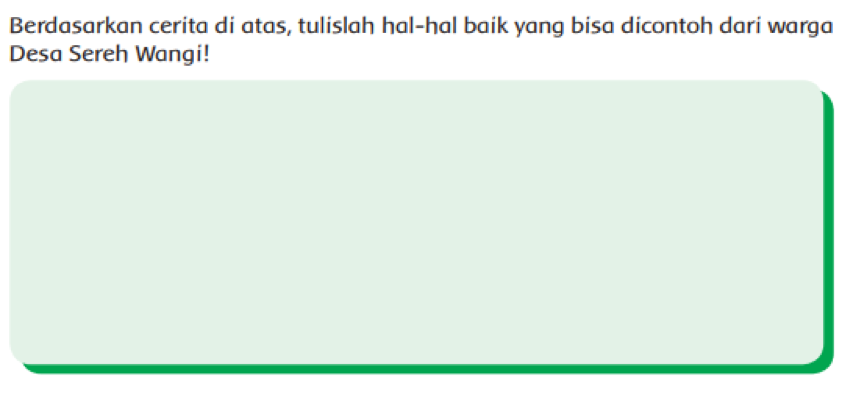 Berdasarkan cerita di atas, tulislah hal-hal baik yang bisa dicontoh dari warga
Desa Sereh Wangi!